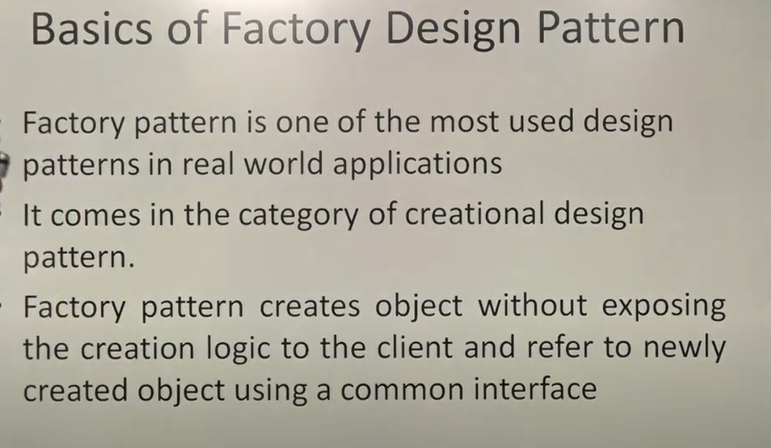 Basics of Factory Design Pattern
Factory pattern is one of the most used design
patterns in real world applications
It comes in the category of creational design
pattern.
Factory pattern creates object without exposing
the creation logic to the client and refer to newly
created object using a common interface